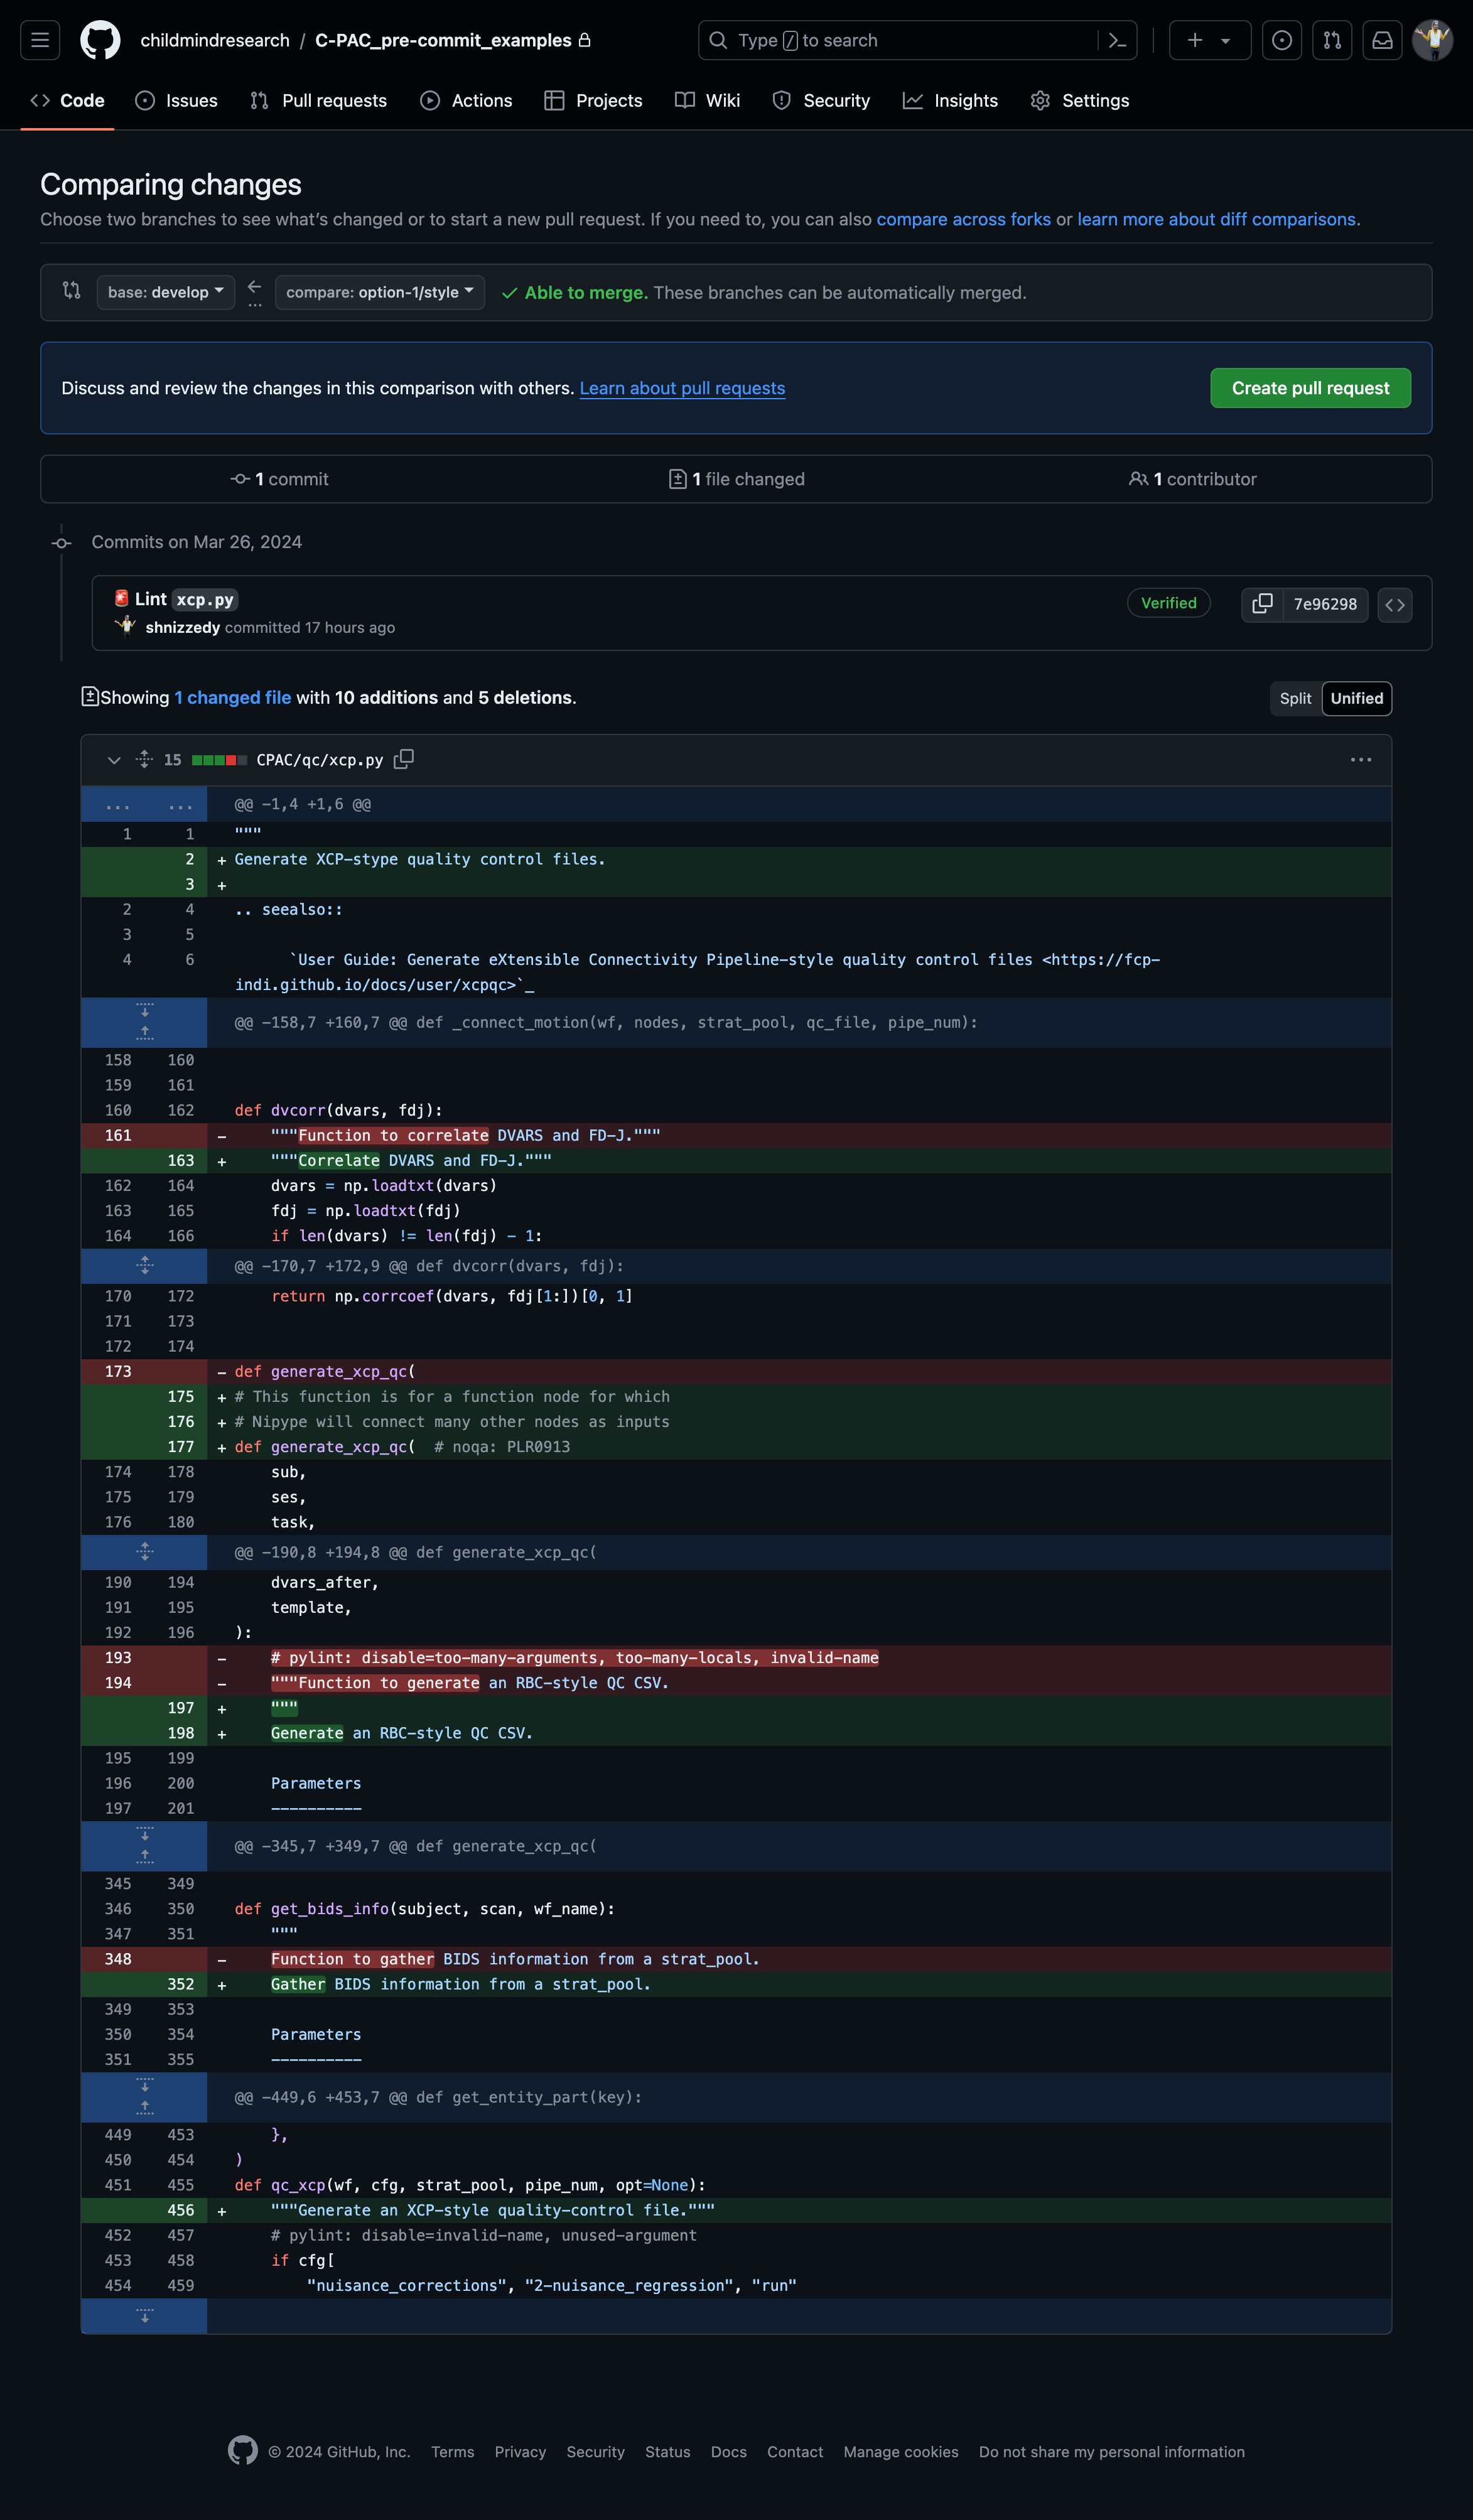 childmindresearch / C-PAC_pre-commit_examples
Type / to search
Code Issues Pull requests Actions Projects Wiki Security Insights Settings
Comparing changes
Choose two branches to see what’s changed or to start a new pull request. If you need to, you can also compare across forks or learn more about diff comparisons.
base: develop ... compare: option-1/style Able to merge. These branches can be automatically merged.
Discuss and review the changes in this comparison with others. Learn about pull requests Create pull request
1 commit 1 file changed 1 contributor
Commits on Mar 26, 2024
🚨 Lint xcp.py
shnizzedy committed 17 hours ago
Verified 7e96298
Showing 1 changed file with 10 additions and 5 deletions. Split Unified
15 CPAC/qc/xcp.py
... ... @@ -1,4 +1,6 @@
1 1 """
2 + Generate XCP-stype quality control files.
3 +
2 4 .. seealso::
3 5
4 6 `User Guide: Generate eXtensible Connectivity Pipeline-style quality control files <https://fcp-
indi.github.io/docs/user/xcpqc>`_
@@ -158,7 +160,7 @@ def _connect_motion(wf, nodes, strat_pool, qc_file, pipe_num):
158 160
159 161
160 162 def dvcorr(dvars, fdj):
161 - """Function to correlate DVARS and FD-J."""
163 + """Correlate DVARS and FD-J."""
162 164 dvars = np.loadtxt(dvars)
163 165 fdj = np.loadtxt(fdj)
164 166 if len(dvars) != len(fdj) - 1:
@@ -170,7 +172,9 @@ def dvcorr(dvars, fdj):
170 172 return np.corrcoef(dvars, fdj[1:])[0, 1]
171 173
172 174
173 - def generate_xcp_qc(
175 + # This function is for a function node for which
176 + # Nipype will connect many other nodes as inputs
177 + def generate_xcp_qc(  # noqa: PLR0913
174 178 sub,
175 179 ses,
176 180 task,
@@ -190,8 +194,8 @@ def generate_xcp_qc(
190 194 dvars_after,
191 195 template,
192 196 ):
193 - # pylint: disable=too-many-arguments, too-many-locals, invalid-name
194 - """Function to generate an RBC-style QC CSV.
197 + """
198 + Generate an RBC-style QC CSV.
195 199
196 200 Parameters
197 201 ----------
@@ -345,7 +349,7 @@ def generate_xcp_qc(
345 349
346 350 def get_bids_info(subject, scan, wf_name):
347 351 """
348 - Function to gather BIDS information from a strat_pool.
352 + Gather BIDS information from a strat_pool.
349 353
350 354 Parameters
351 355 ----------
@@ -449,6 +453,7 @@ def get_entity_part(key):
449 453 },
450 454 )
451 455 def qc_xcp(wf, cfg, strat_pool, pipe_num, opt=None):
456 + """Generate an XCP-style quality-control file."""
452 457 # pylint: disable=invalid-name, unused-argument
453 458 if cfg[
454 459 "nuisance_corrections", "2-nuisance_regression", "run"
© 2024 GitHub, Inc. Terms Privacy Security Status Docs Contact Manage cookies Do not share my personal information